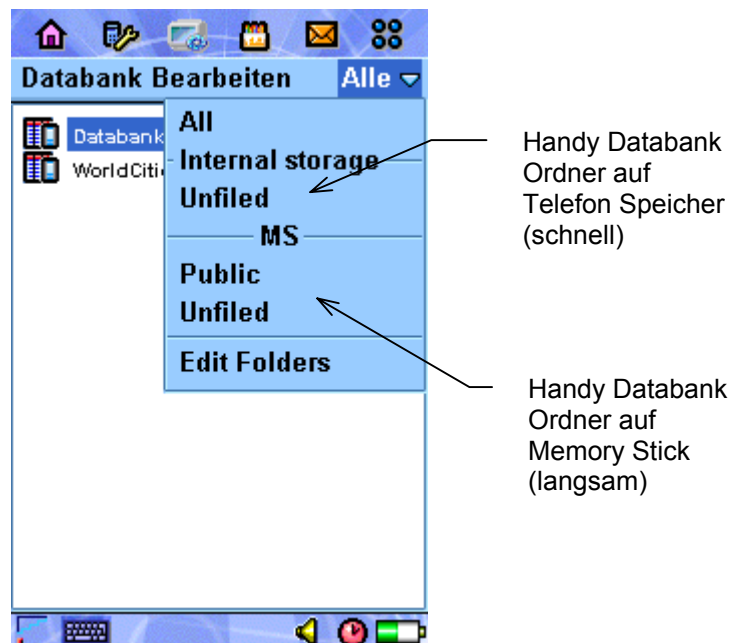 Databank Bearbeiten Alle
Databank
WorldCiti
All
Internal storage
Unfiled
MS
Public
Unfiled
Edit Folders
Handy Databank
Ordner auf
Telefon Speicher
(schnell)
Handy Databank
Ordner auf
Memory Stick
(langsam)